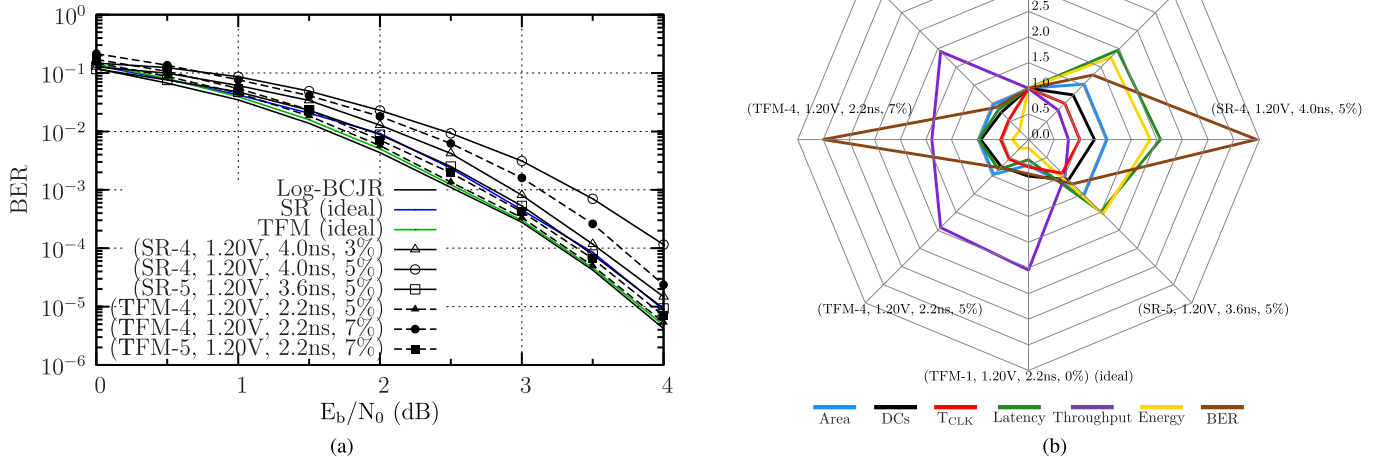 10^0
10^-1
10^-2
10^-3
10^-4
10^-5
10^-6
BER
Log-BCJR
SR (ideal)
TFM (ideal)
(SR-4, 1.20V, 4.0ns, 3%)
(SR-4, 1.20V, 4.0ns, 5%)
(SR-5, 1.20V, 3.6ns, 5%)
(TFM-4, 1.20V, 2.2ns, 5%)
(TFM-4, 1.20V, 2.2ns, 7%)
(TFM-5, 1.20V, 2.2ns, 7%)
0 1 2 3 4
E_b/N_0 (dB)
(a)
2.5
2.0
1.5
1.0
0.5
0.0
(TFM-4, 1.20V, 2.2ns, 7%)
(SR-4, 1.20V, 4.0ns, 5%)
(TFM-4, 1.20V, 2.2ns, 5%)
(SR-5, 1.20V, 3.6ns, 5%)
(TFM-1, 1.20V, 2.2ns, 0%) (ideal)
Area DCs T_CLK Latency Throughput Energy BER
(b)